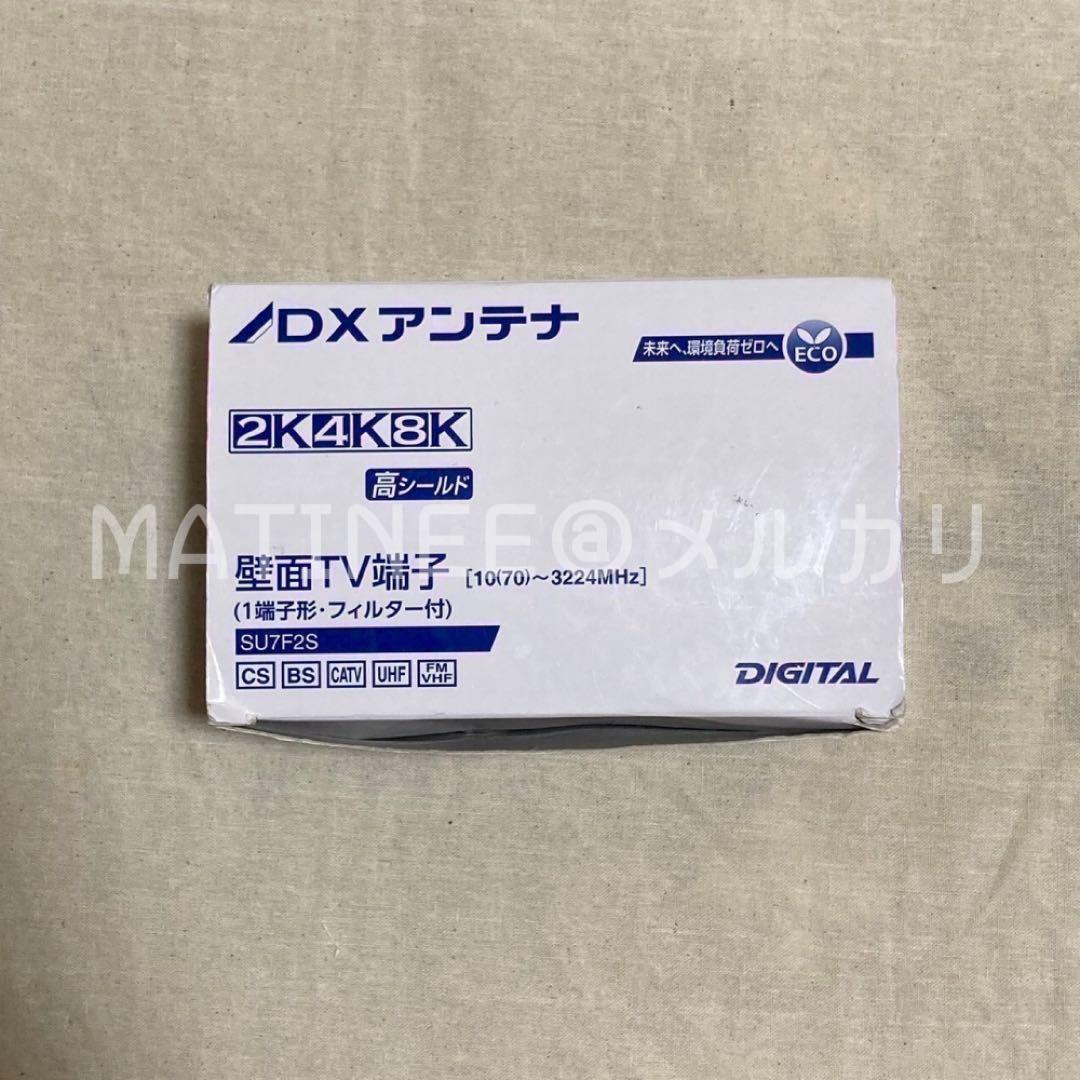 DXアンテナ
未来へ、環境負荷ゼロへ ECO
2K4K8K
高シールド
MATINEE@メルカリ
壁面TV端子 [10(70)～3224MHz]
(1端子形・フィルター付)
SU7F2S
CS BS CATV UHF FM VHF
DIGITAL